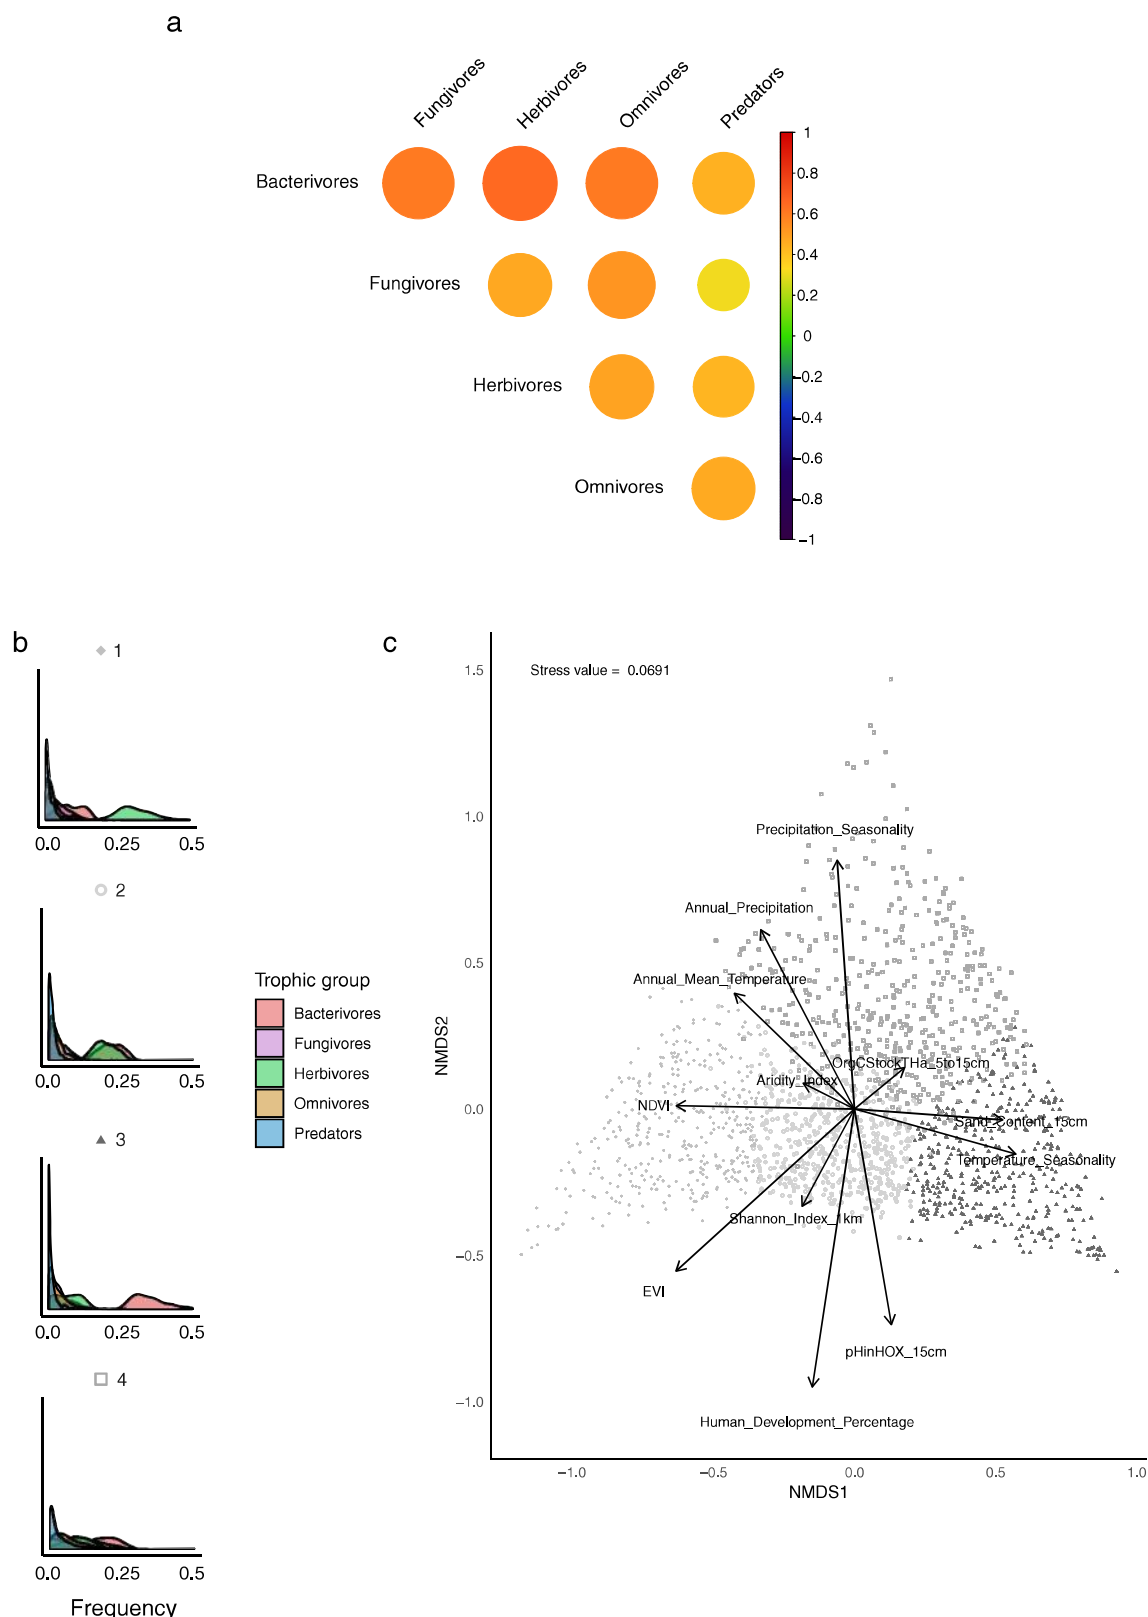 a
Fungivores
Herbivores
Omnivores
Predators
Bacterivores
Fungivores
Herbivores
Omnivores
1
0.8
0.6
0.4
0.2
0
−0.2
−0.4
−0.6
−0.8
−1
b
1
0.0 0.25 0.5
2
0.0 0.25 0.5
3
0.0 0.25 0.5
4
0.0 0.25 0.5
Frequency
Trophic group
Bacterivores
Fungivores
Herbivores
Omnivores
Predators
c
Stress value = 0.0691
NMDS2
1.5
1.0
0.5
0.0
−0.5
−1.0
Precipitation_Seasonality
Annual_Precipitation
Annual_Mean_Temperature
OrgCStockTHa_5to15cm
Aridity_Index
NDVI
Sand_Content_15cm
Temperature_Seasonality
Shannon_Index_1km
EVI
pHinHOX_15cm
Human_Development_Percentage
−1.0 −0.5 0.0 0.5 1.0
NMDS1